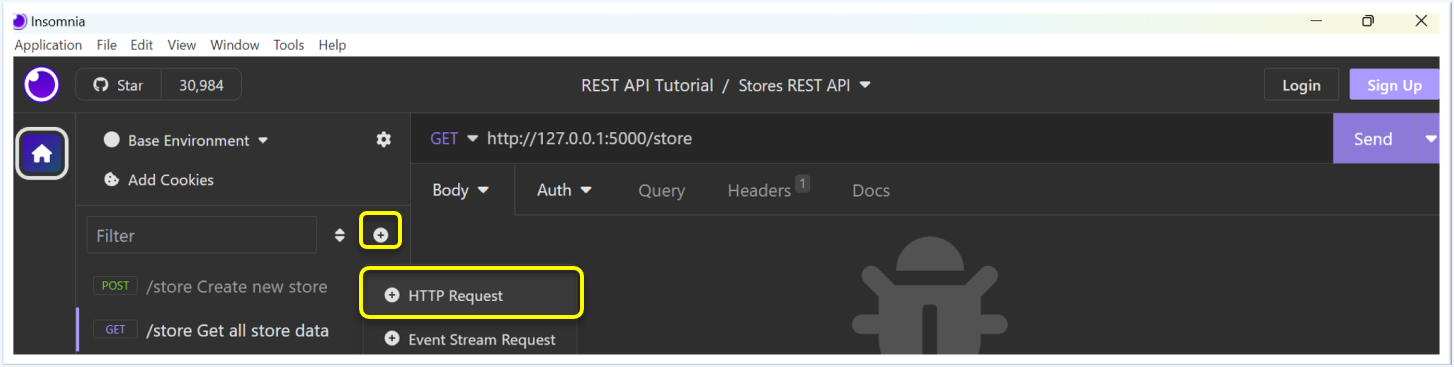 Insomnia
Application File Edit View Window Tools Help
Star 30,984 REST API Tutorial / Stores REST API Login Sign Up
Base Environment GET http://127.0.0.1:5000/store Send
Add Cookies Body Auth Query Headers 1 Docs
Filter
POST /store Create new store HTTP Request
GET /store Get all store data Event Stream Request